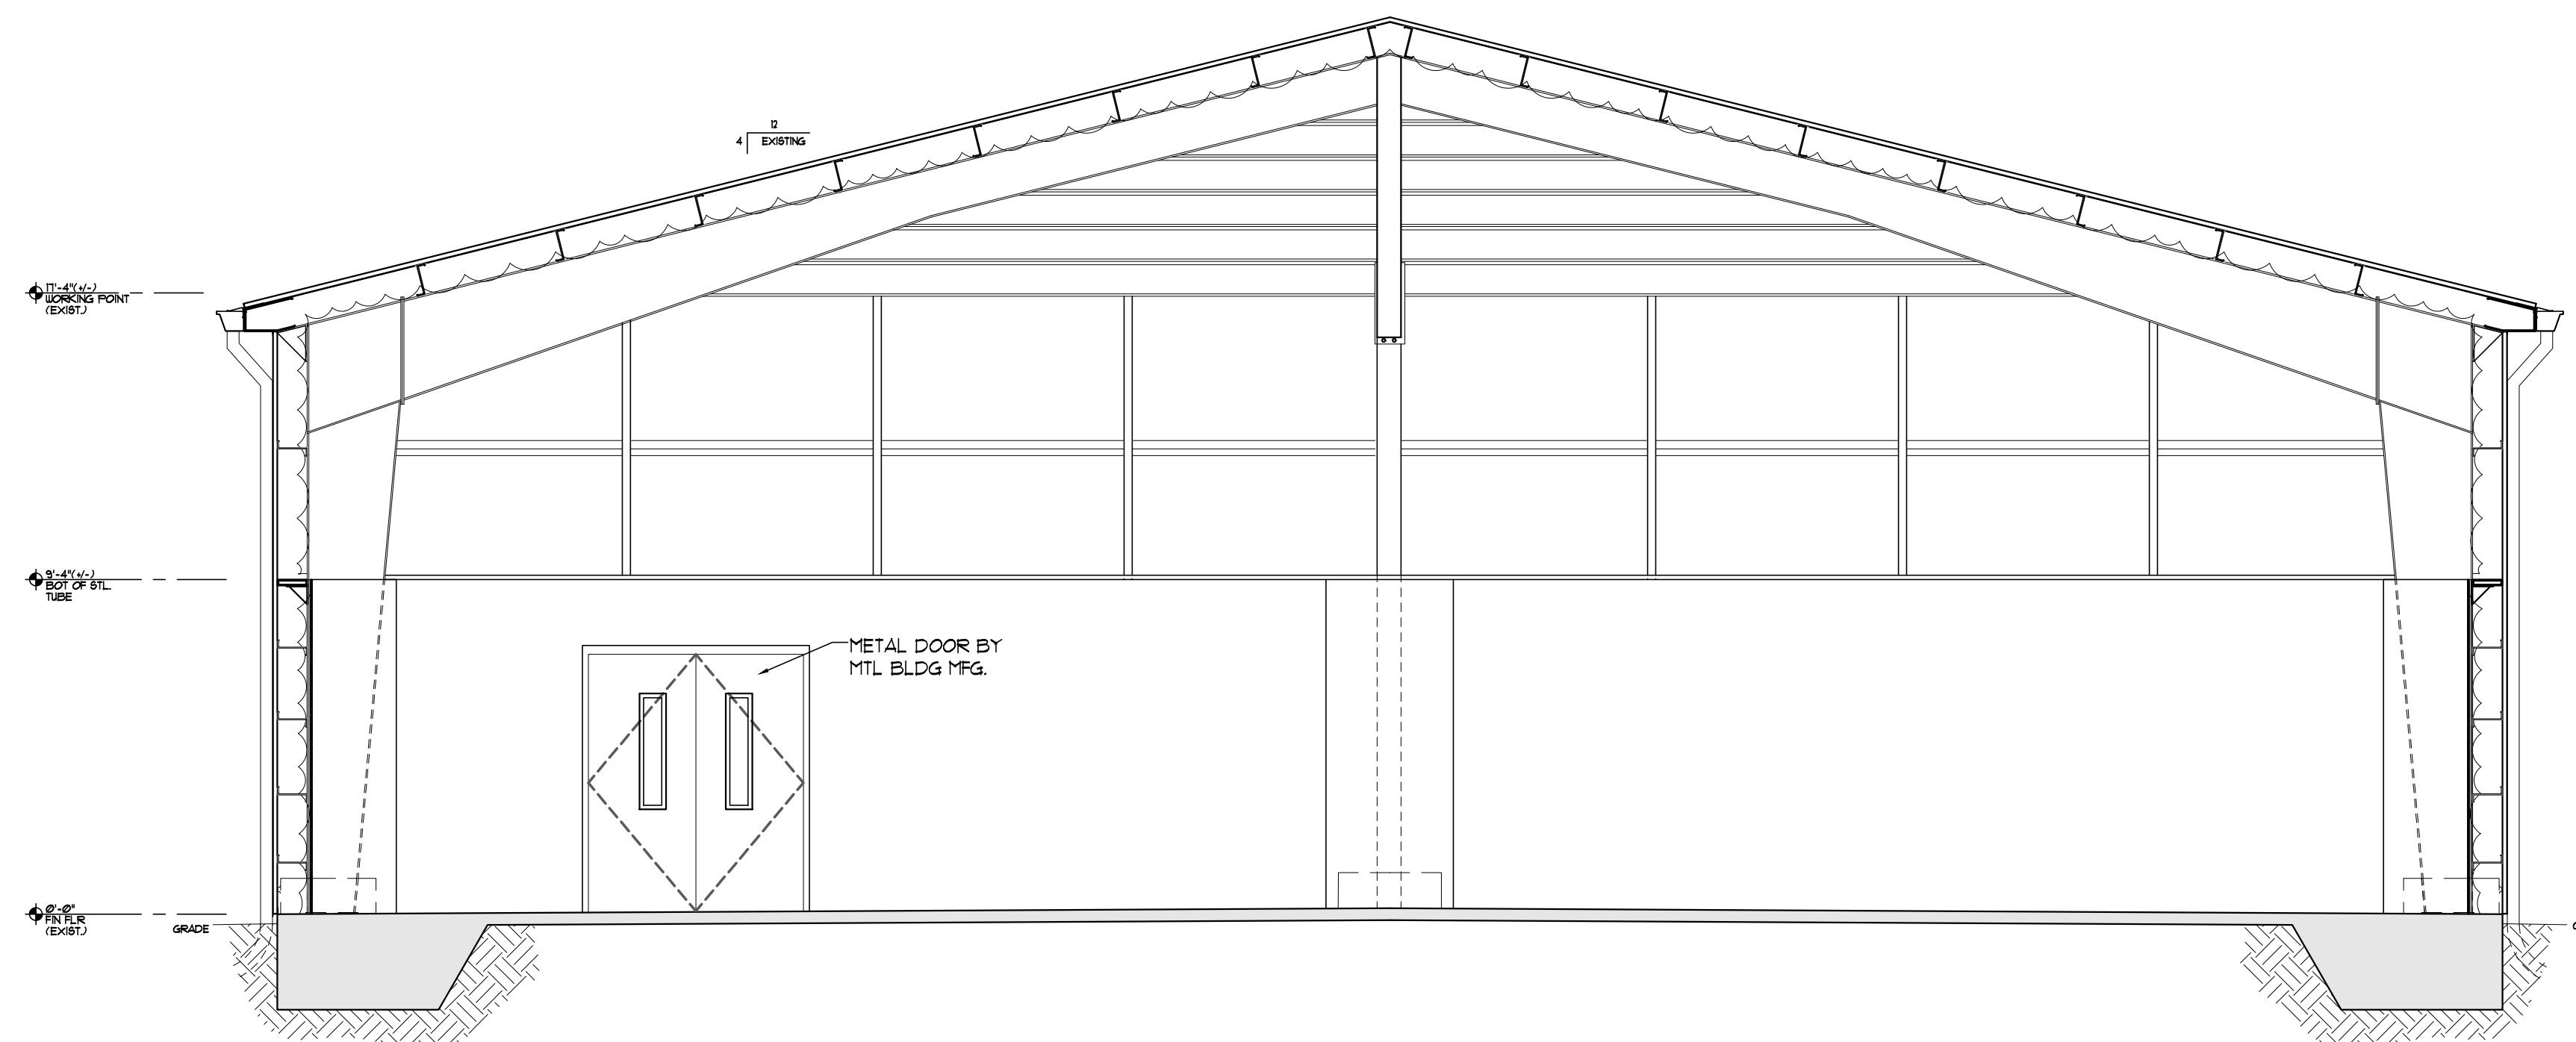 12
4 EXISTING
17'-4"(+/-)
WORKING POINT
(EXIST.)
9'-4"(+/-)
BOT OF STL.
TUBE
METAL DOOR BY
MTL BLDG MFG.
0'-0"
FIN FLR
(EXIST.)
GRADE